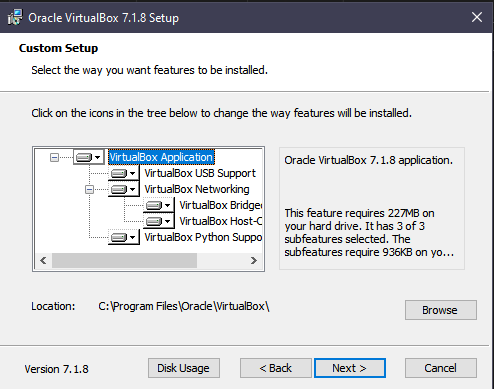 Oracle VirtualBox 7.1.8 Setup
Custom Setup
Select the way you want features to be installed.
Click on the icons in the tree below to change the way features will be installed.
VirtualBox Application
VirtualBox USB Support
VirtualBox Networking
VirtualBox Bridge
VirtualBox Host-C
VirtualBox Python Suppo
Oracle VirtualBox 7.1.8 application.
This feature requires 227MB on
your hard drive. It has 3 of 3
subfeatures selected. The
subfeatures require 936KB on yo...
Location: C:\Program Files\Oracle\VirtualBox\
Browse
Version 7.1.8
Disk Usage
< Back
Next >
Cancel